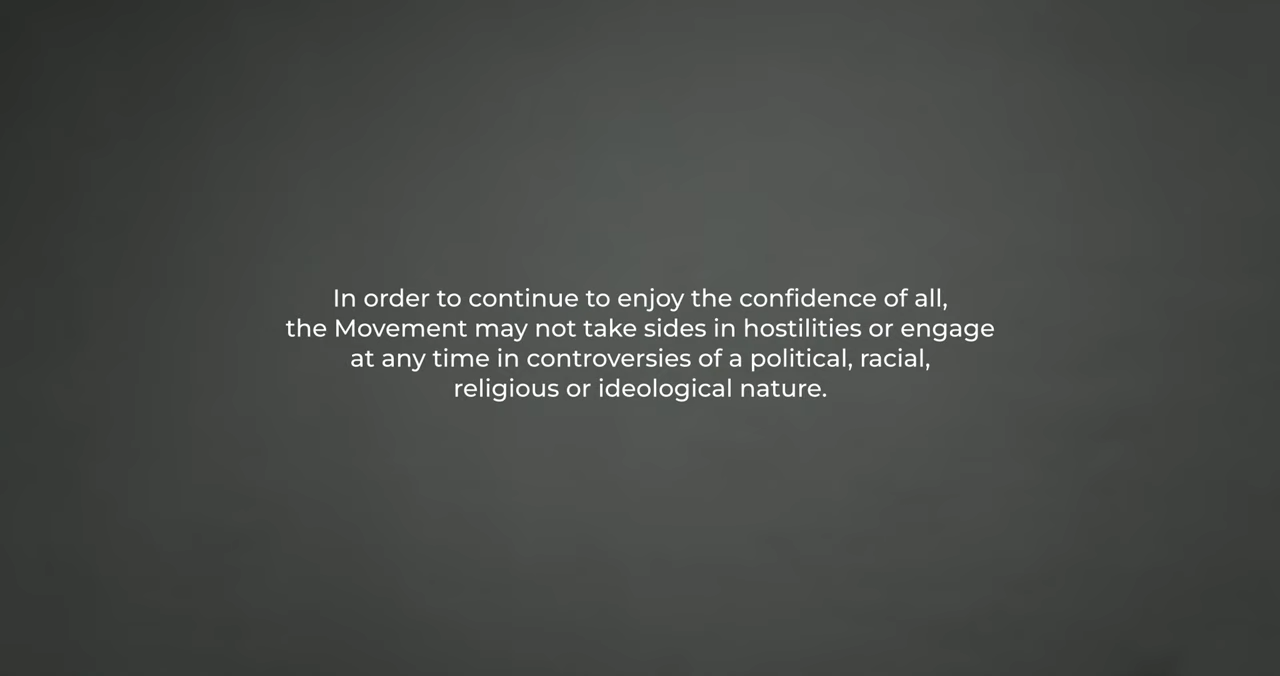 In order to continue to enjoy the confidence of all,
the Movement may not take sides in hostilities or engage
at any time in controversies of a political, racial,
religious or ideological nature.